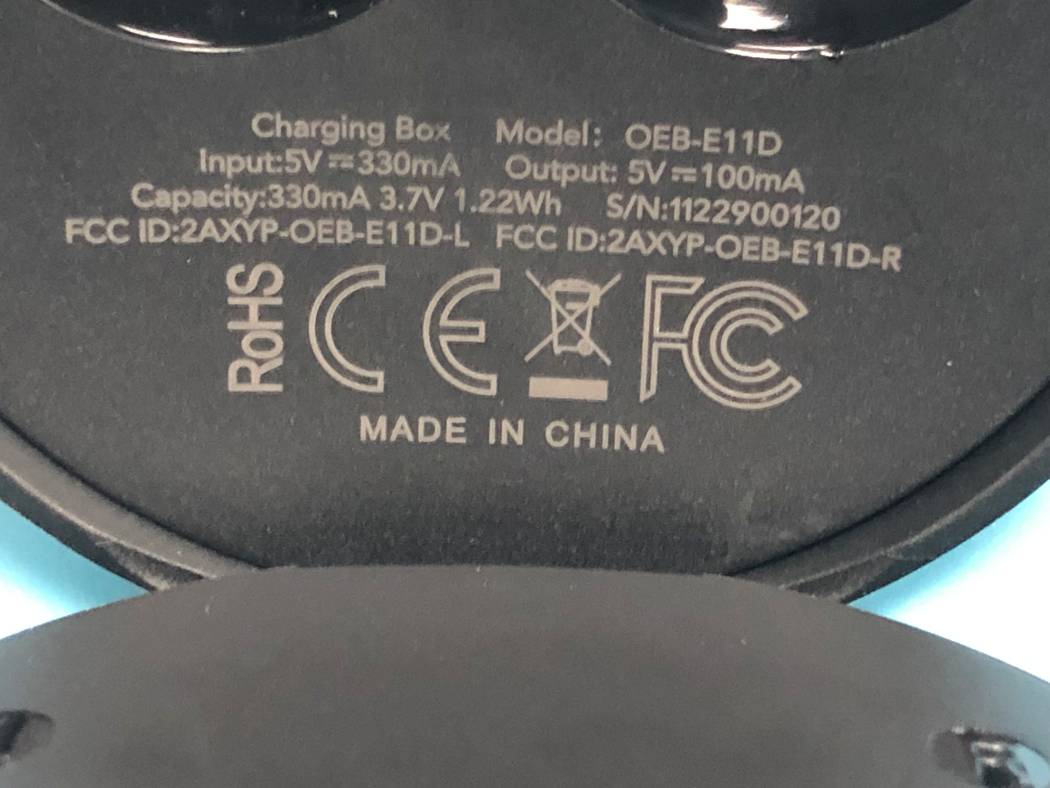 Charging Box Model: OEB-E11D
Input:5V⎓330mA Output: 5V⎓100mA
Capacity:330mA 3.7V 1.22Wh S/N:1122900120
FCC ID:2AXYP-OEB-E11D-L FCC ID:2AXYP-OEB-E11D-R
RoHS CE FC
MADE IN CHINA